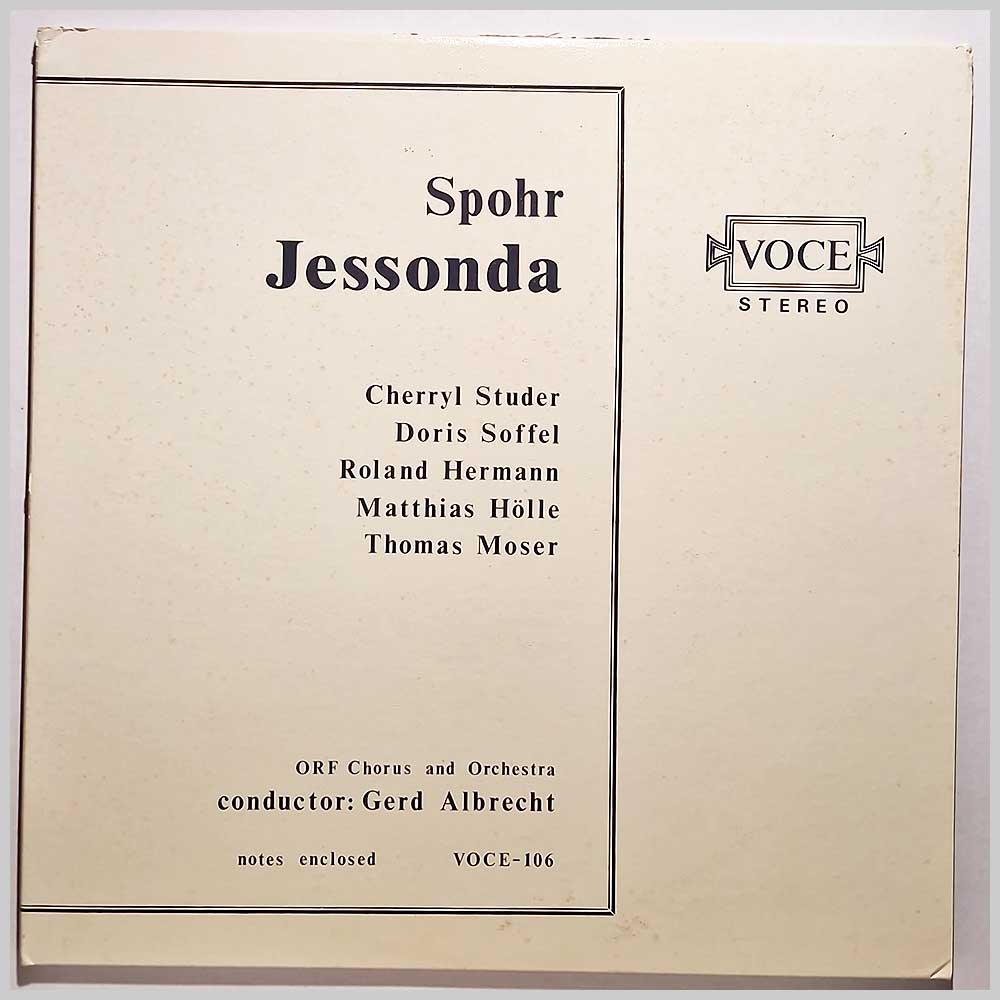 Spohr
Jessonda
VOCE
STEREO
Cherryl Studer
Doris Soffel
Roland Hermann
Matthias Hölle
Thomas Moser
ORF Chorus and Orchestra
conductor: Gerd Albrecht
notes enclosed VOCE-106